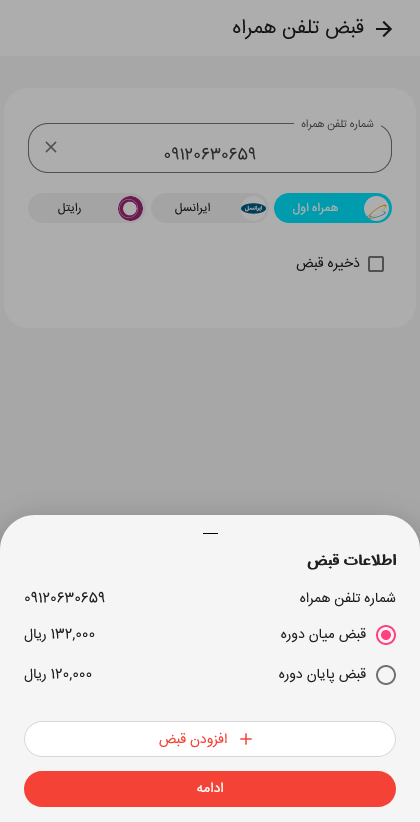 قبض تلفن همراه
شماره تلفن همراه
۰۹۱۲۰۶۳۰۶۵۹
همراه اول
ایرانسل
ایرانسل
رایتل
ذخیره قبض
اطلاعات قبض
شماره تلفن همراه ۰۹۱۲۰۶۳۰۶۵۹
قبض میان دوره ۱۳۲,۰۰۰ ریال
قبض پایان دوره ۱۲۰,۰۰۰ ریال
+ افزودن قبض
ادامه